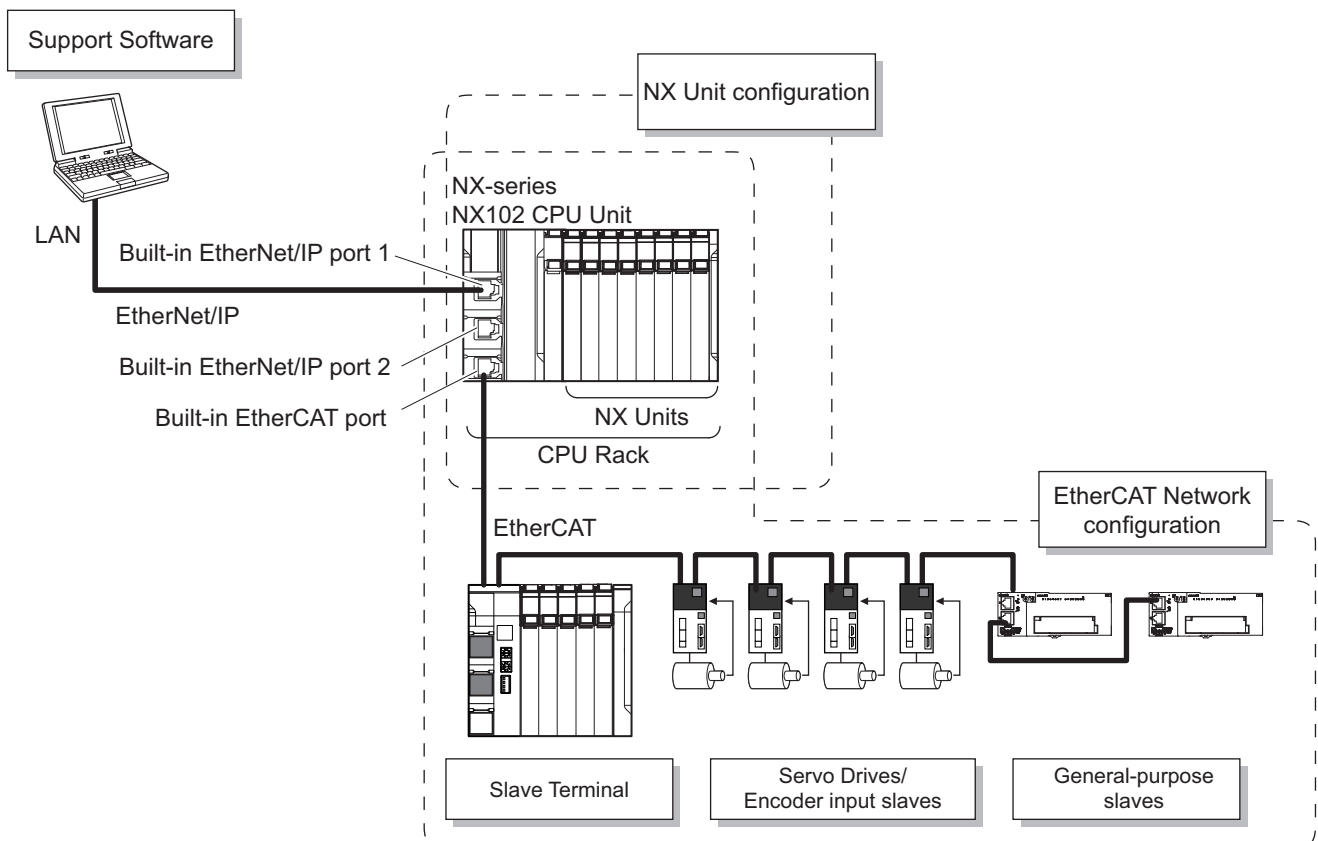 Support Software
NX Unit configuration
NX-series
NX102 CPU Unit
LAN
Built-in EtherNet/IP port 1
EtherNet/IP
Built-in EtherNet/IP port 2
Built-in EtherCAT port
NX Units
CPU Rack
EtherCAT Network
configuration
EtherCAT
Slave Terminal
Servo Drives/
Encoder input slaves
General-purpose
slaves